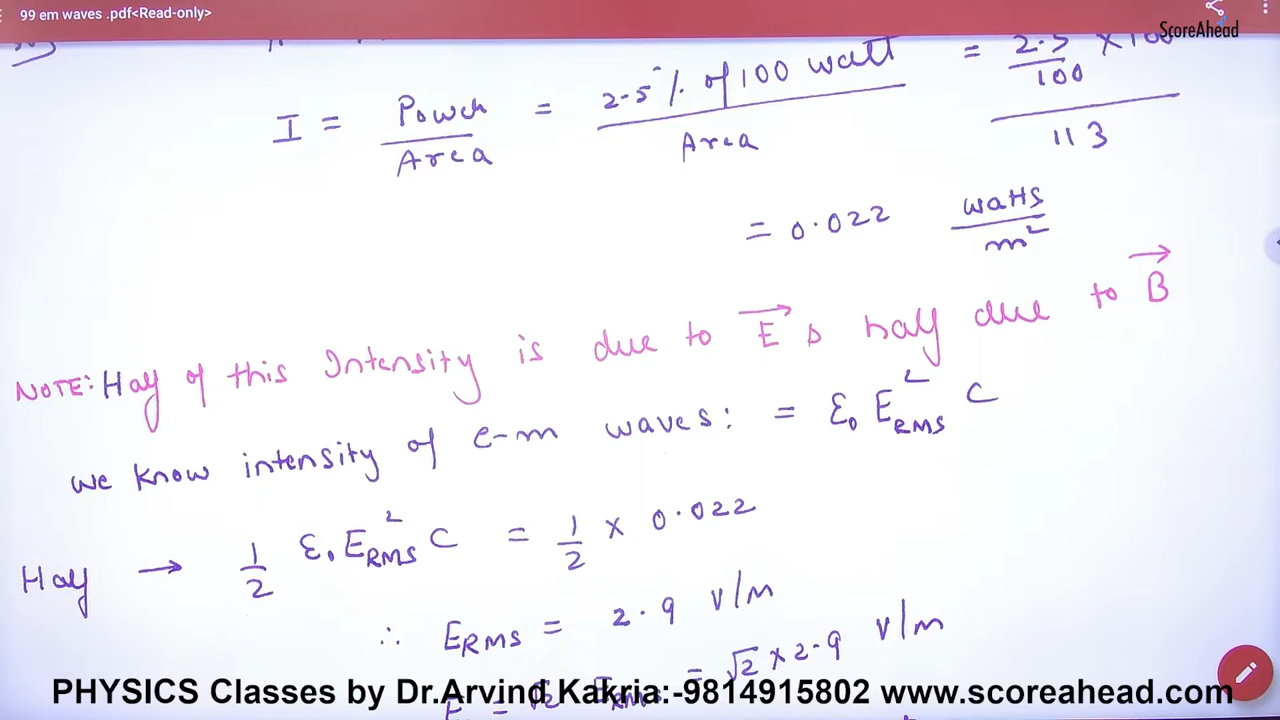 99 em waves .pdf<Read-only>
ScoreAhead
I = Power / Area = 2.5% of 100 watt / Area = 2.5 / 100 × 100 / 113
= 0.022 watts / m²
NOTE: Half of this Intensity is due to E⃗ & half due to B⃗
we know intensity of e-m waves: = ε₀ E²RMS C
Half → 1/2 ε₀ E²RMS C = 1/2 × 0.022
∴ ERMS = 2.9 V/m
= √2 × 2.9 V/m
PHYSICS Classes by Dr.Arvind Kakria:-9814915802 www.scoreahead.com